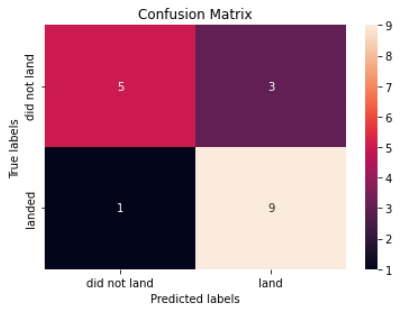 Confusion Matrix
True labels
did not land
landed
5
3
1
9
did not land
land
Predicted labels
9
8
7
6
5
4
3
2
1